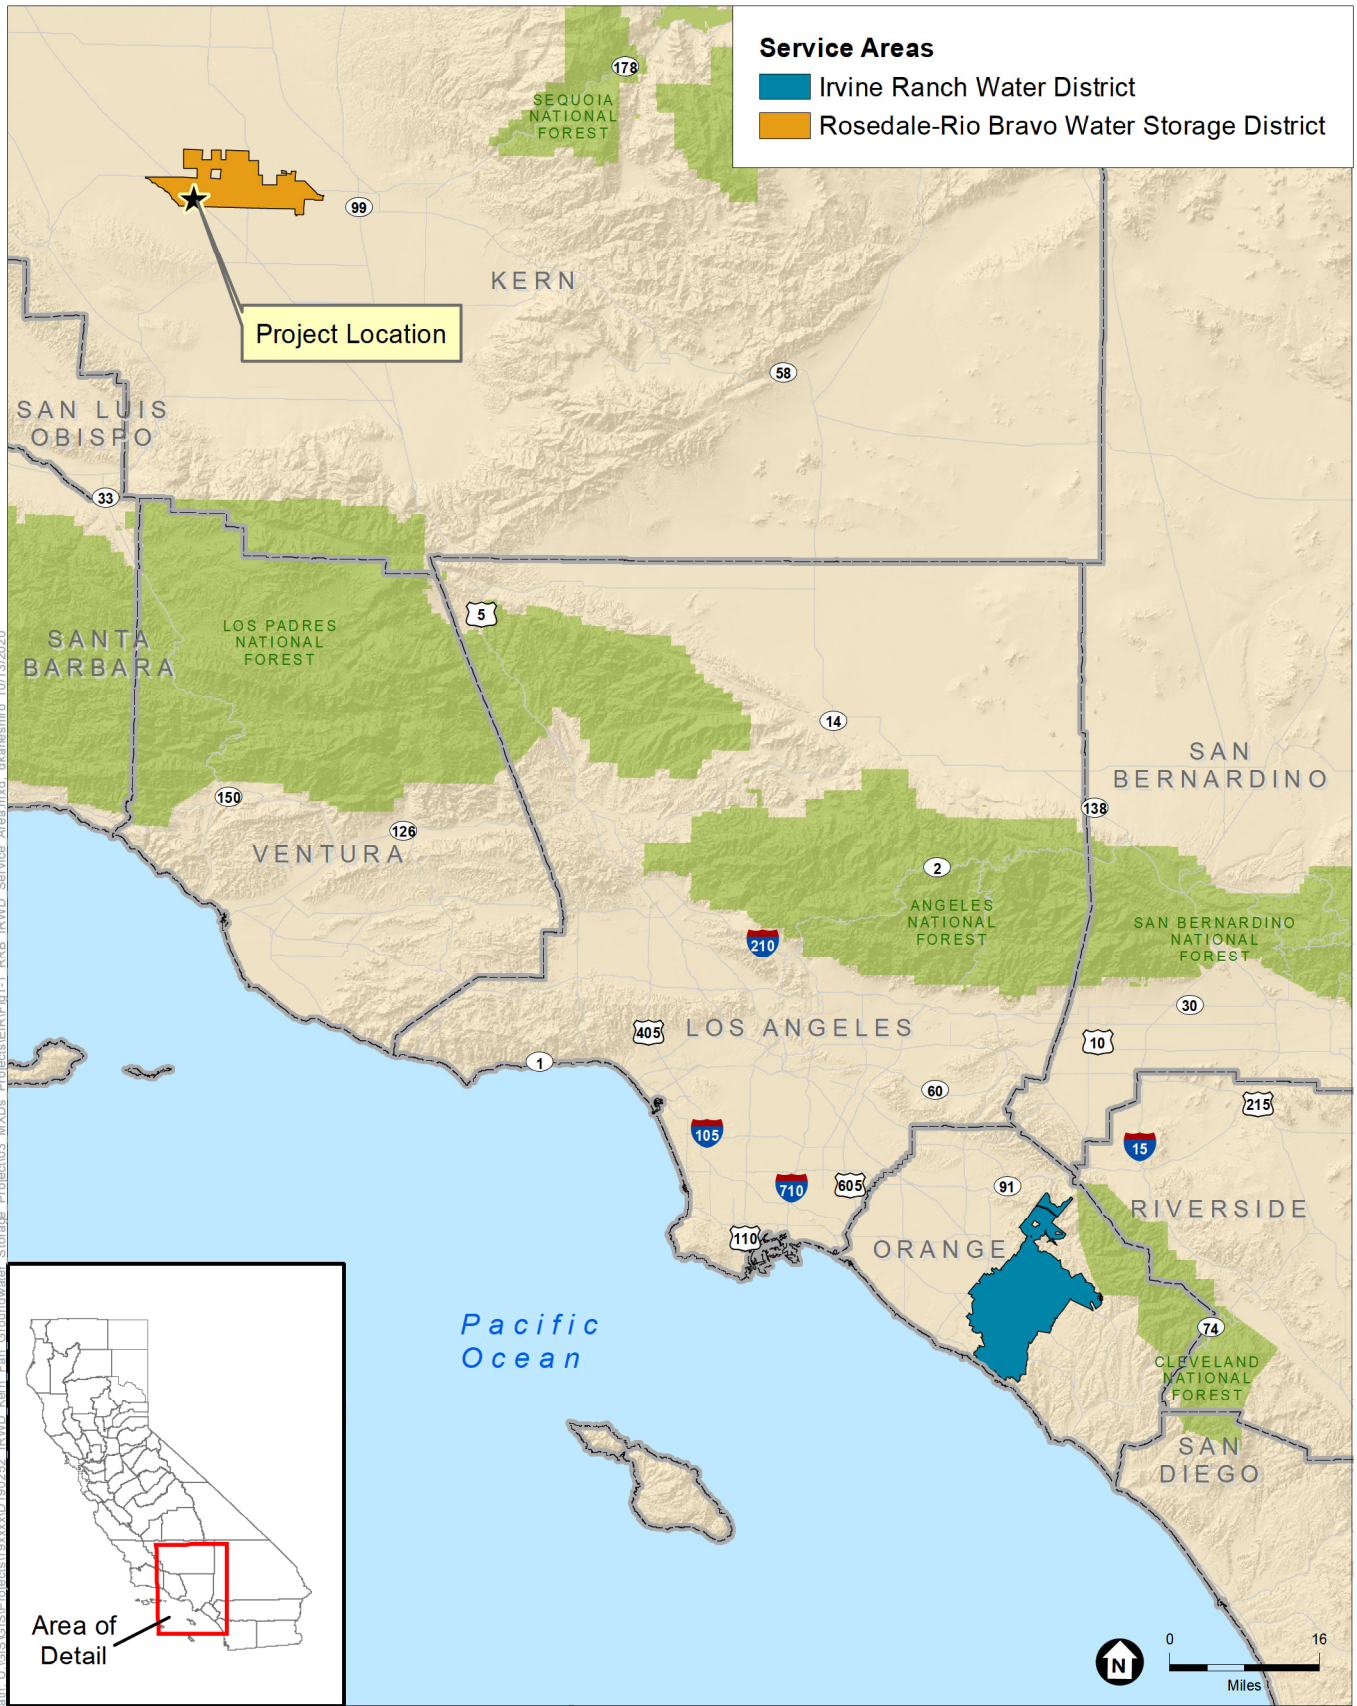 Service Areas
Irvine Ranch Water District
Rosedale-Rio Bravo Water Storage District
178
SEQUOIA
NATIONAL
FOREST
99
KERN
Project Location
58
SAN LUIS
OBISPO
33
5
LOS PADRES
NATIONAL
FOREST
SANTA
BARBARA
14
SAN
BERNARDINO
150
138
126
VENTURA
2
ANGELES
NATIONAL
FOREST
SAN BERNARDINO
NATIONAL
FOREST
210
30
405
LOS ANGELES
10
1
60
215
105
15
710
605
91
RIVERSIDE
110
ORANGE
Pacific
Ocean
74
CLEVELAND
NATIONAL
FOREST
SAN
DIEGO
Area of
Detail
N
0
16
Miles